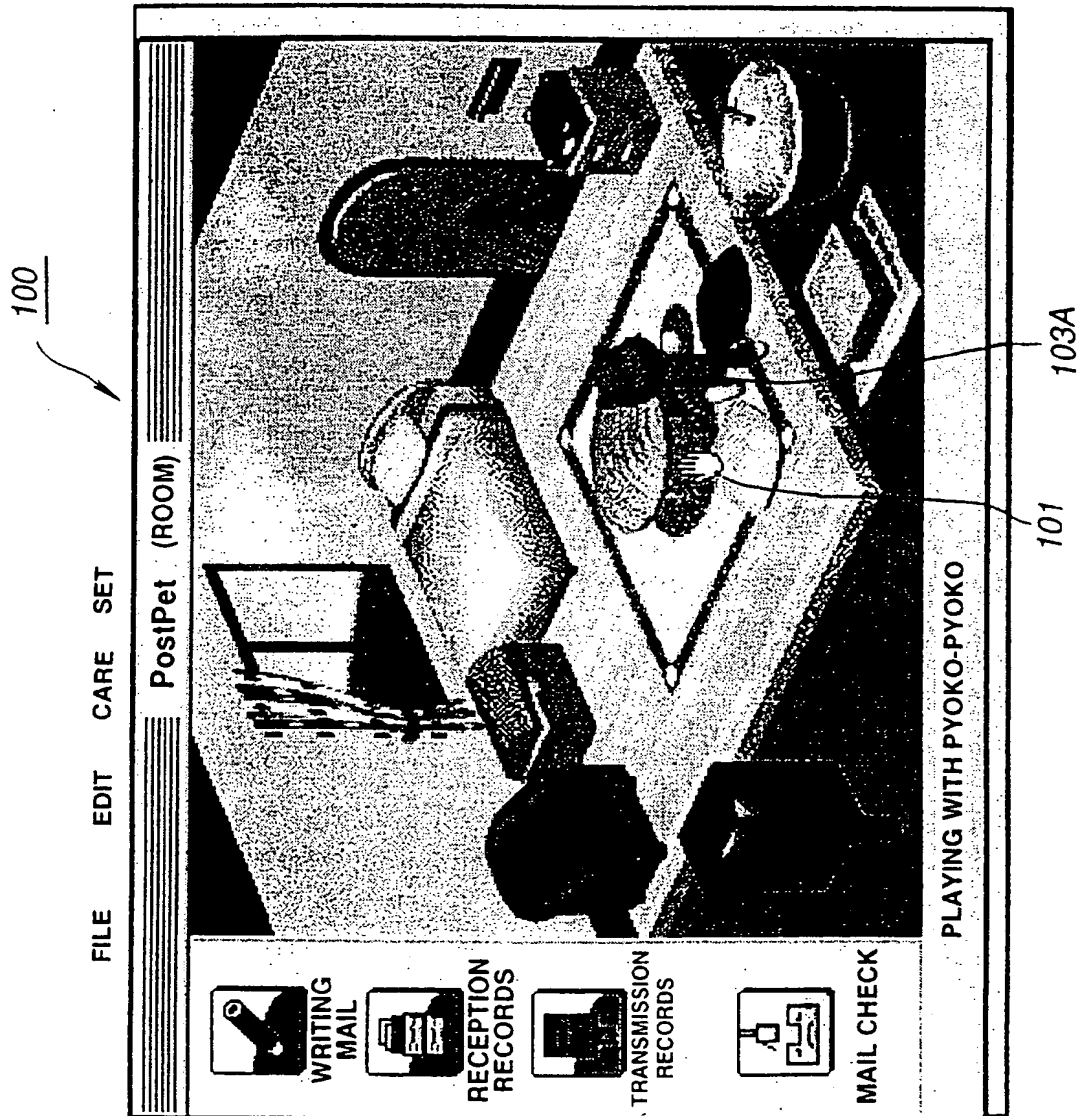 100
FILE EDIT CARE SET
PostPet (ROOM)
WRITING
MAIL
RECEPTION
RECORDS
TRANSMISSION
RECORDS
MAIL CHECK
PLAYING WITH PYOKO-PYOKO
101
103A